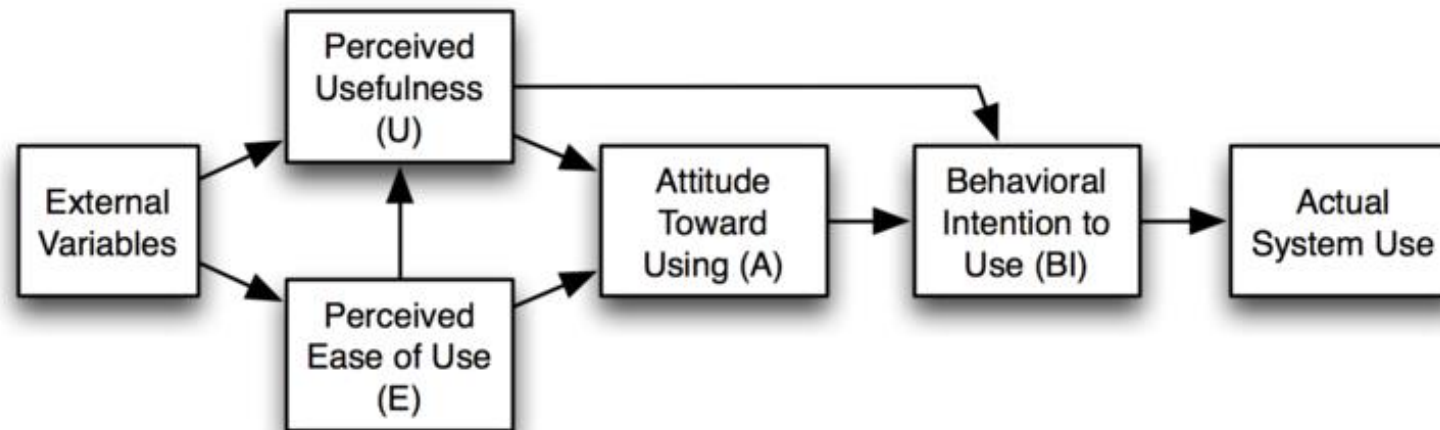 External
Variables
Perceived
Usefulness
(U)
Perceived
Ease of Use
(E)
Attitude
Toward
Using (A)
Behavioral
Intention to
Use (BI)
Actual
System Use